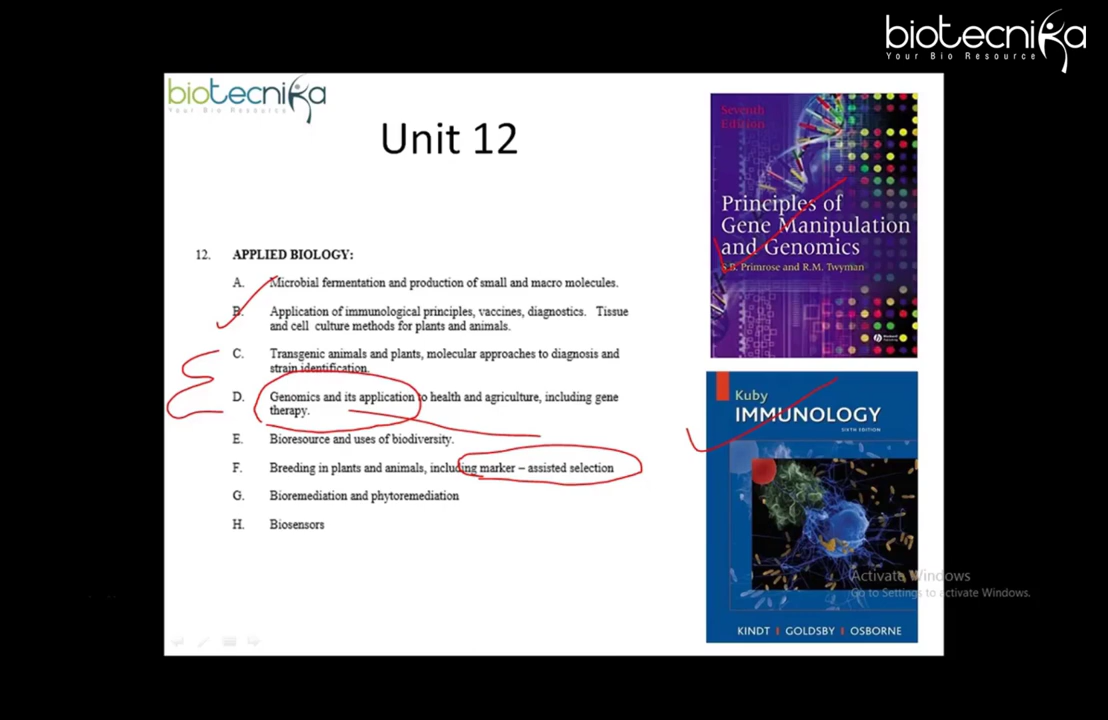 biotecnika
Your Bio Resource
biotecnika
Your Bio Resource
Unit 12
12. APPLIED BIOLOGY:
A. Microbial fermentation and production of small and macro molecules.
B. Application of immunological principles, vaccines, diagnostics. Tissue
and cell culture methods for plants and animals.
C. Transgenic animals and plants, molecular approaches to diagnosis and
strain identification.
D. Genomics and its application to health and agriculture, including gene
therapy.
E. Bioresource and uses of biodiversity.
F. Breeding in plants and animals, including marker – assisted selection
G. Bioremediation and phytoremediation
H. Biosensors
Seventh
Edition
Principles of
Gene Manipulation
and Genomics
S.B. Primrose and R.M. Twyman
Blackwell
Publishing
Kuby
IMMUNOLOGY
SIXTH EDITION
KINDT | GOLDSBY | OSBORNE
Activate Windows
Go to Settings to activate Windows.